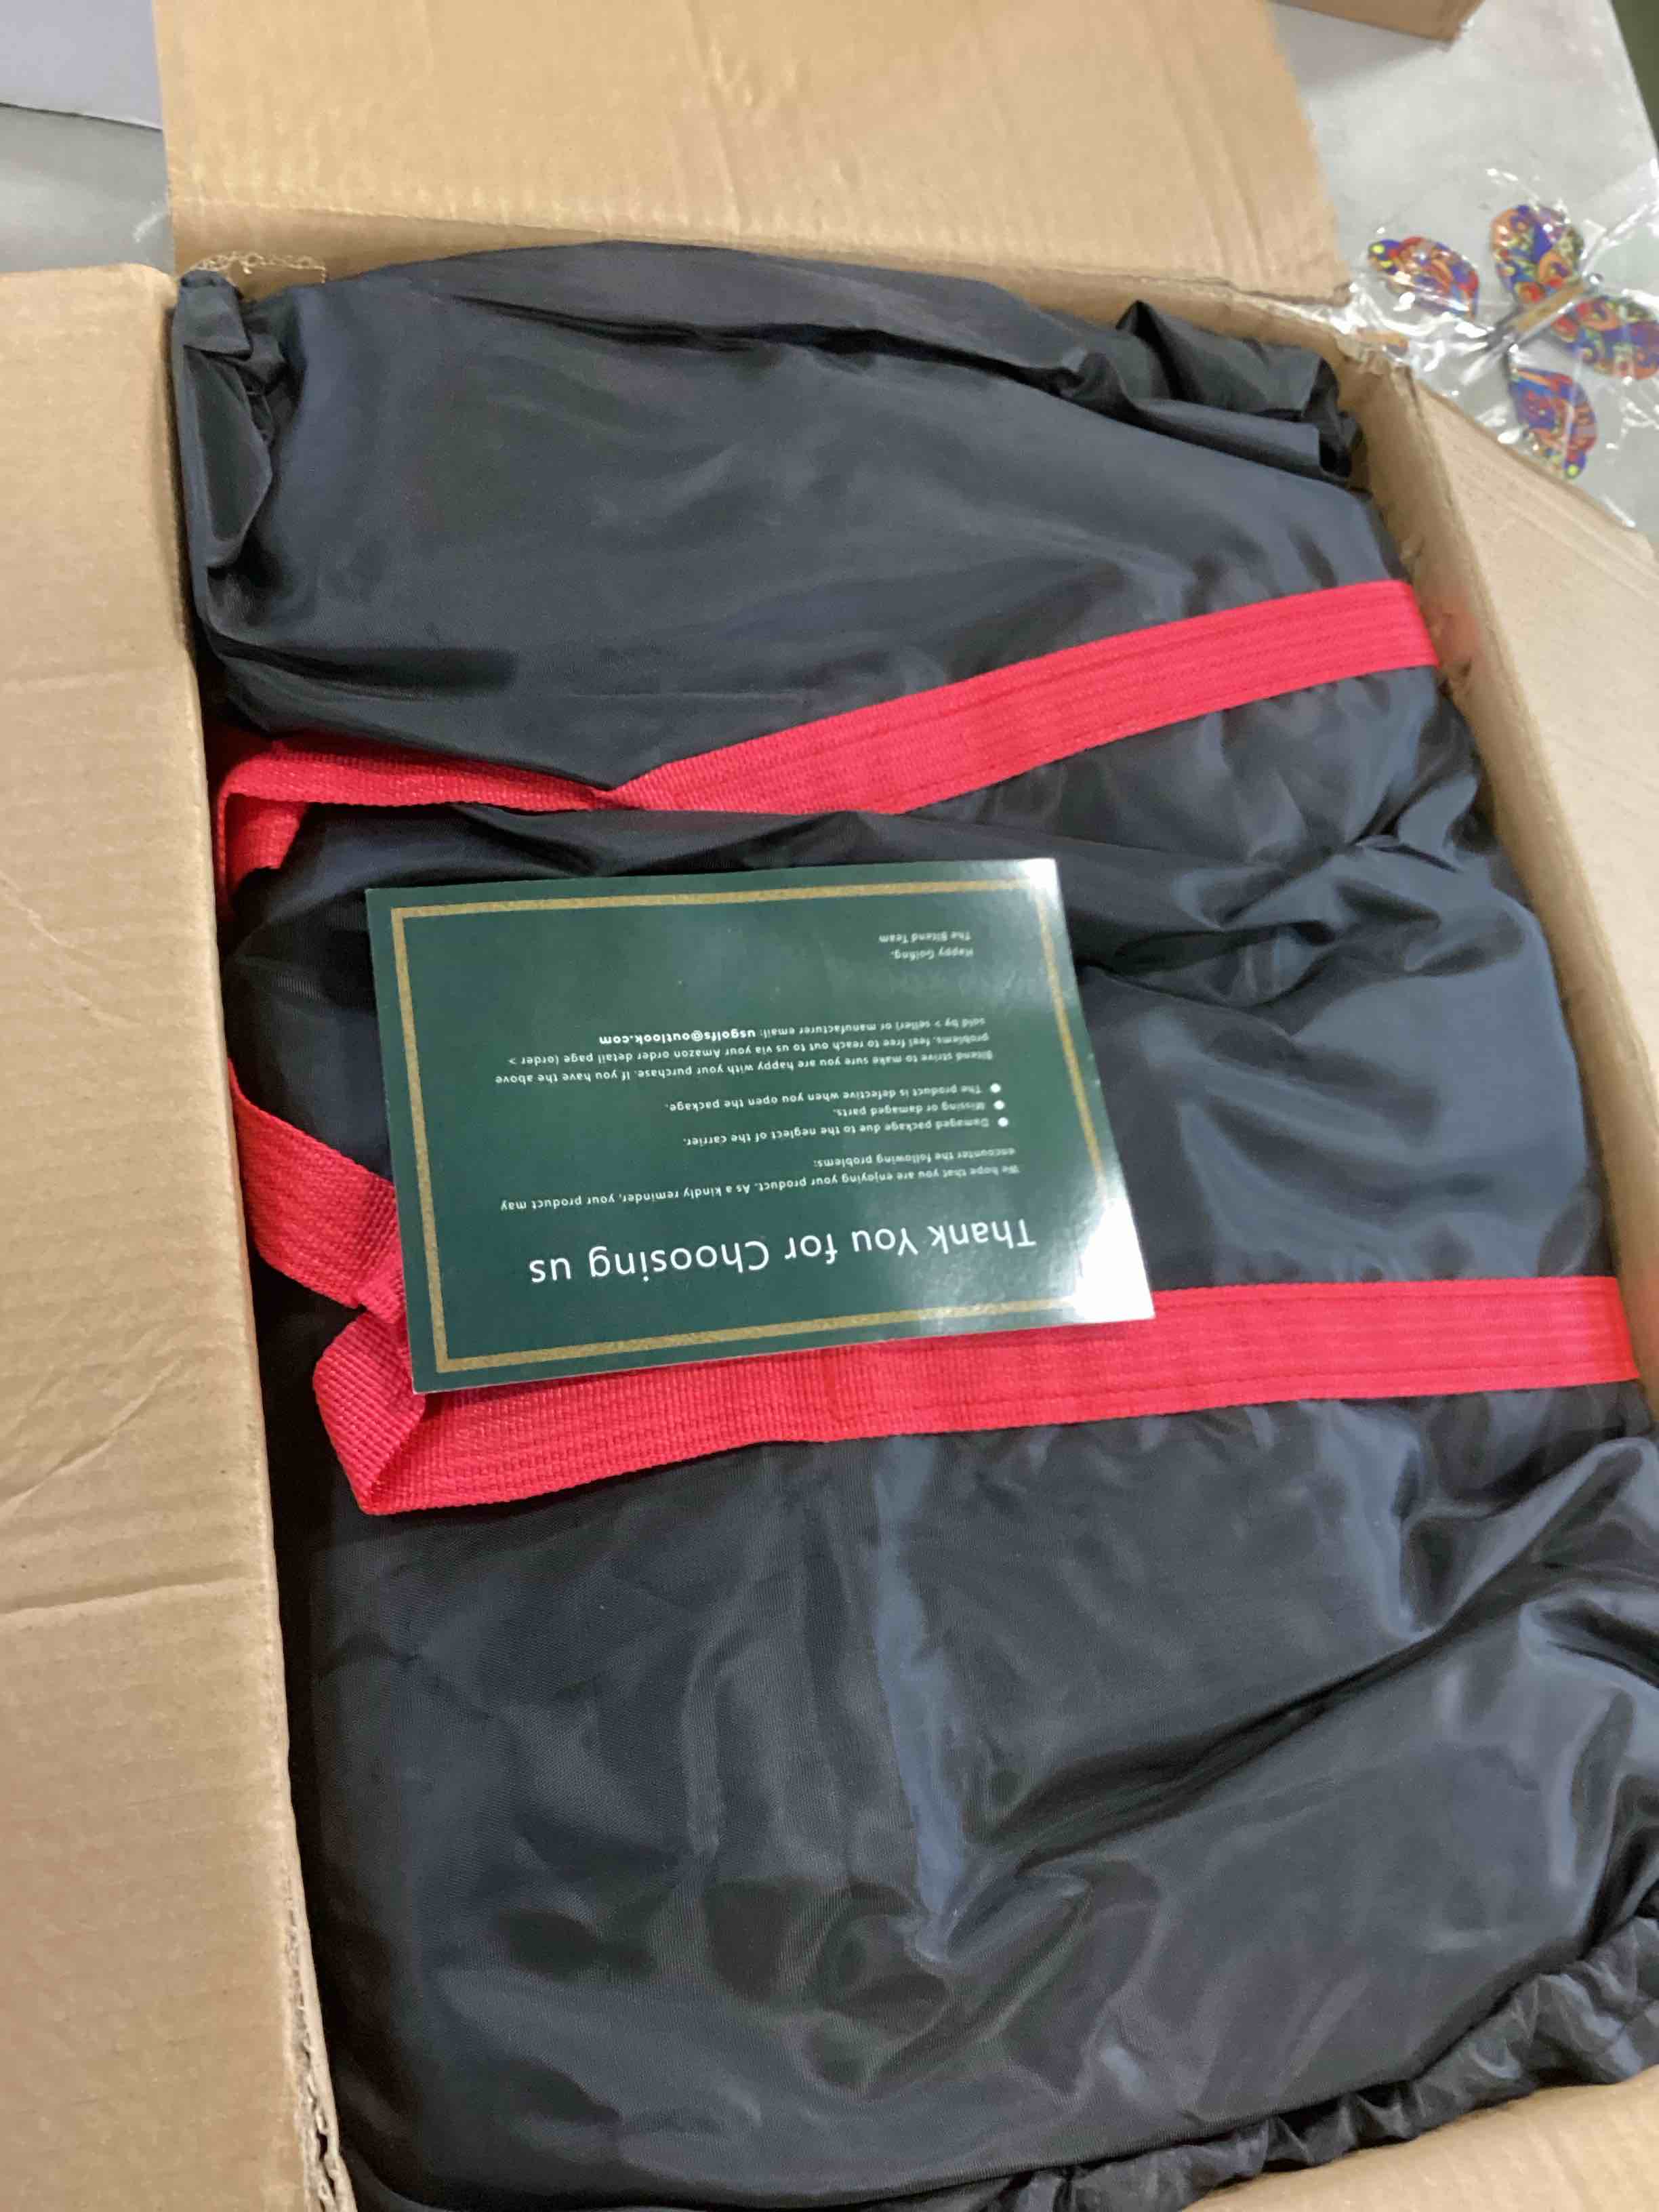 Thank You for Choosing us
We hope that you are enjoying your product. As a kindly reminder, your product may
encounter the following problems:
● Damaged package due to the neglect of the carrier.
● Missing or damaged parts.
● The product is defective when you open the package.
Blitend strive to make sure you are happy with your purchase. If you have the above
problems, feel free to reach out to us via your Amazon order detail page (order >
sold by > seller) or manufacturer email: usgolfs@outlook.com
Happy Golfing.
The Blitend Team